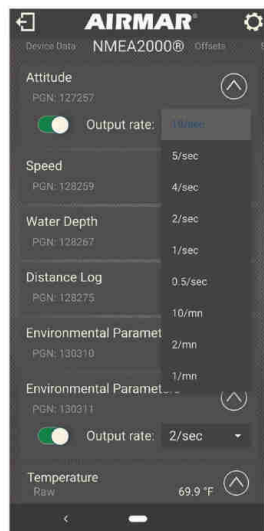 AIRMAR®
Device Data NMEA2000® Offsets
Attitude
PGN: 127257
Output rate: 10/sec
5/sec
Speed
PGN: 128259
4/sec
2/sec
Water Depth
PGN: 128267
1/sec
Distance Log
PGN: 128275
0.5/sec
10/mn
Environmental Paramet
PGN: 130310
2/mn
1/mn
Environmental Paramet
PGN: 130311
Output rate: 2/sec
Temperature
Raw 69.9 °F